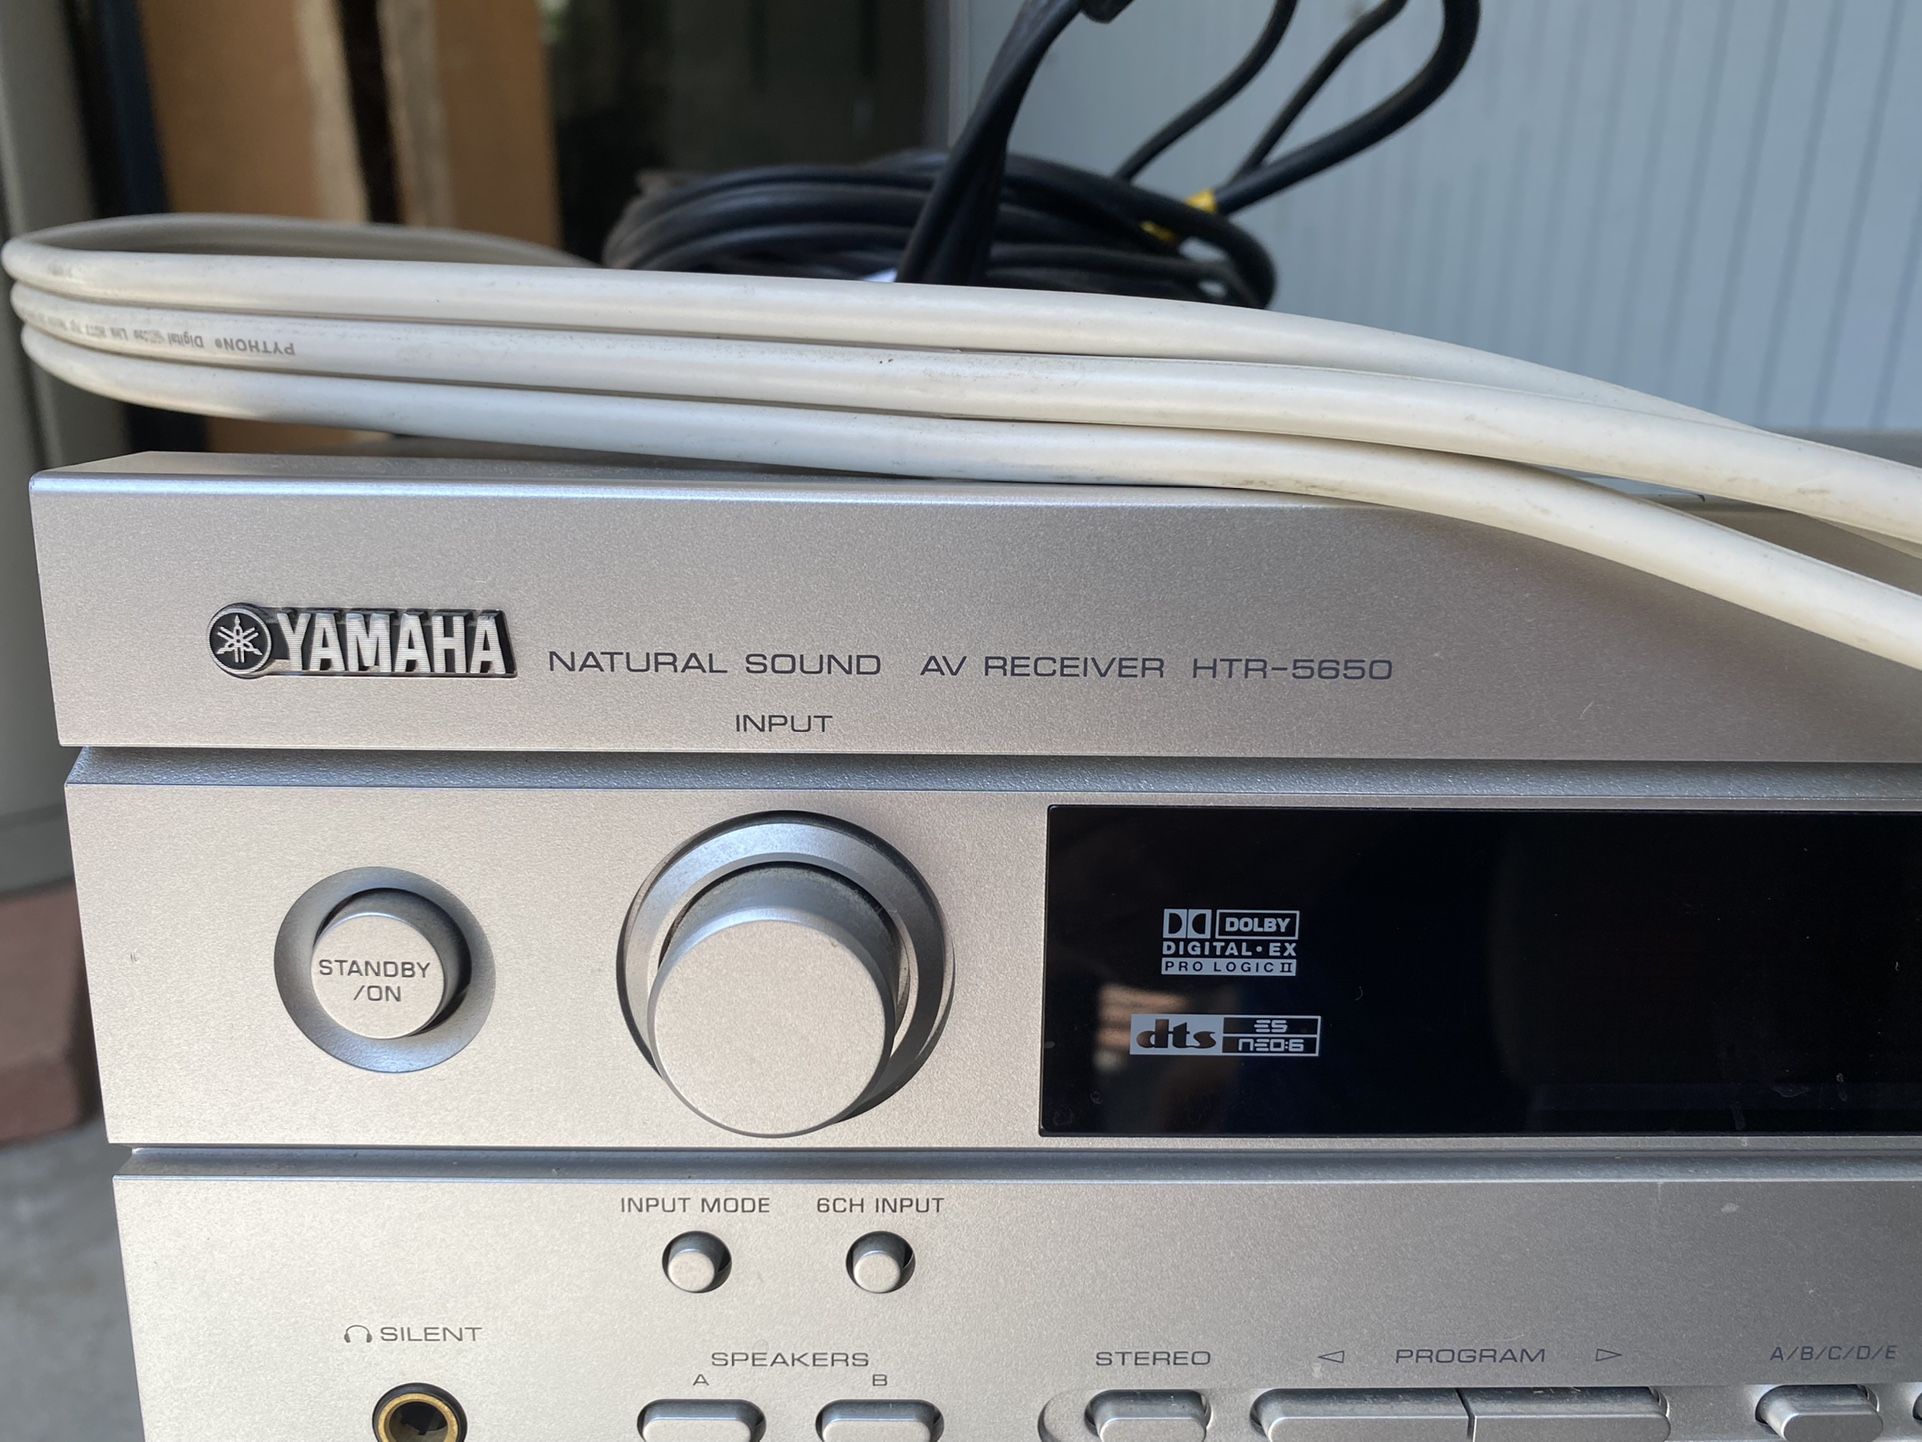 PYTHON® Digital
YAMAHA NATURAL SOUND AV RECEIVER HTR-5650
INPUT
STANDBY
/ON
DOLBY
DIGITAL • EX
PRO LOGIC II
dts ES
NEO:6
INPUT MODE 6CH INPUT
SILENT
SPEAKERS STEREO ◁ PROGRAM ▷ A/B/C/D/E
A B